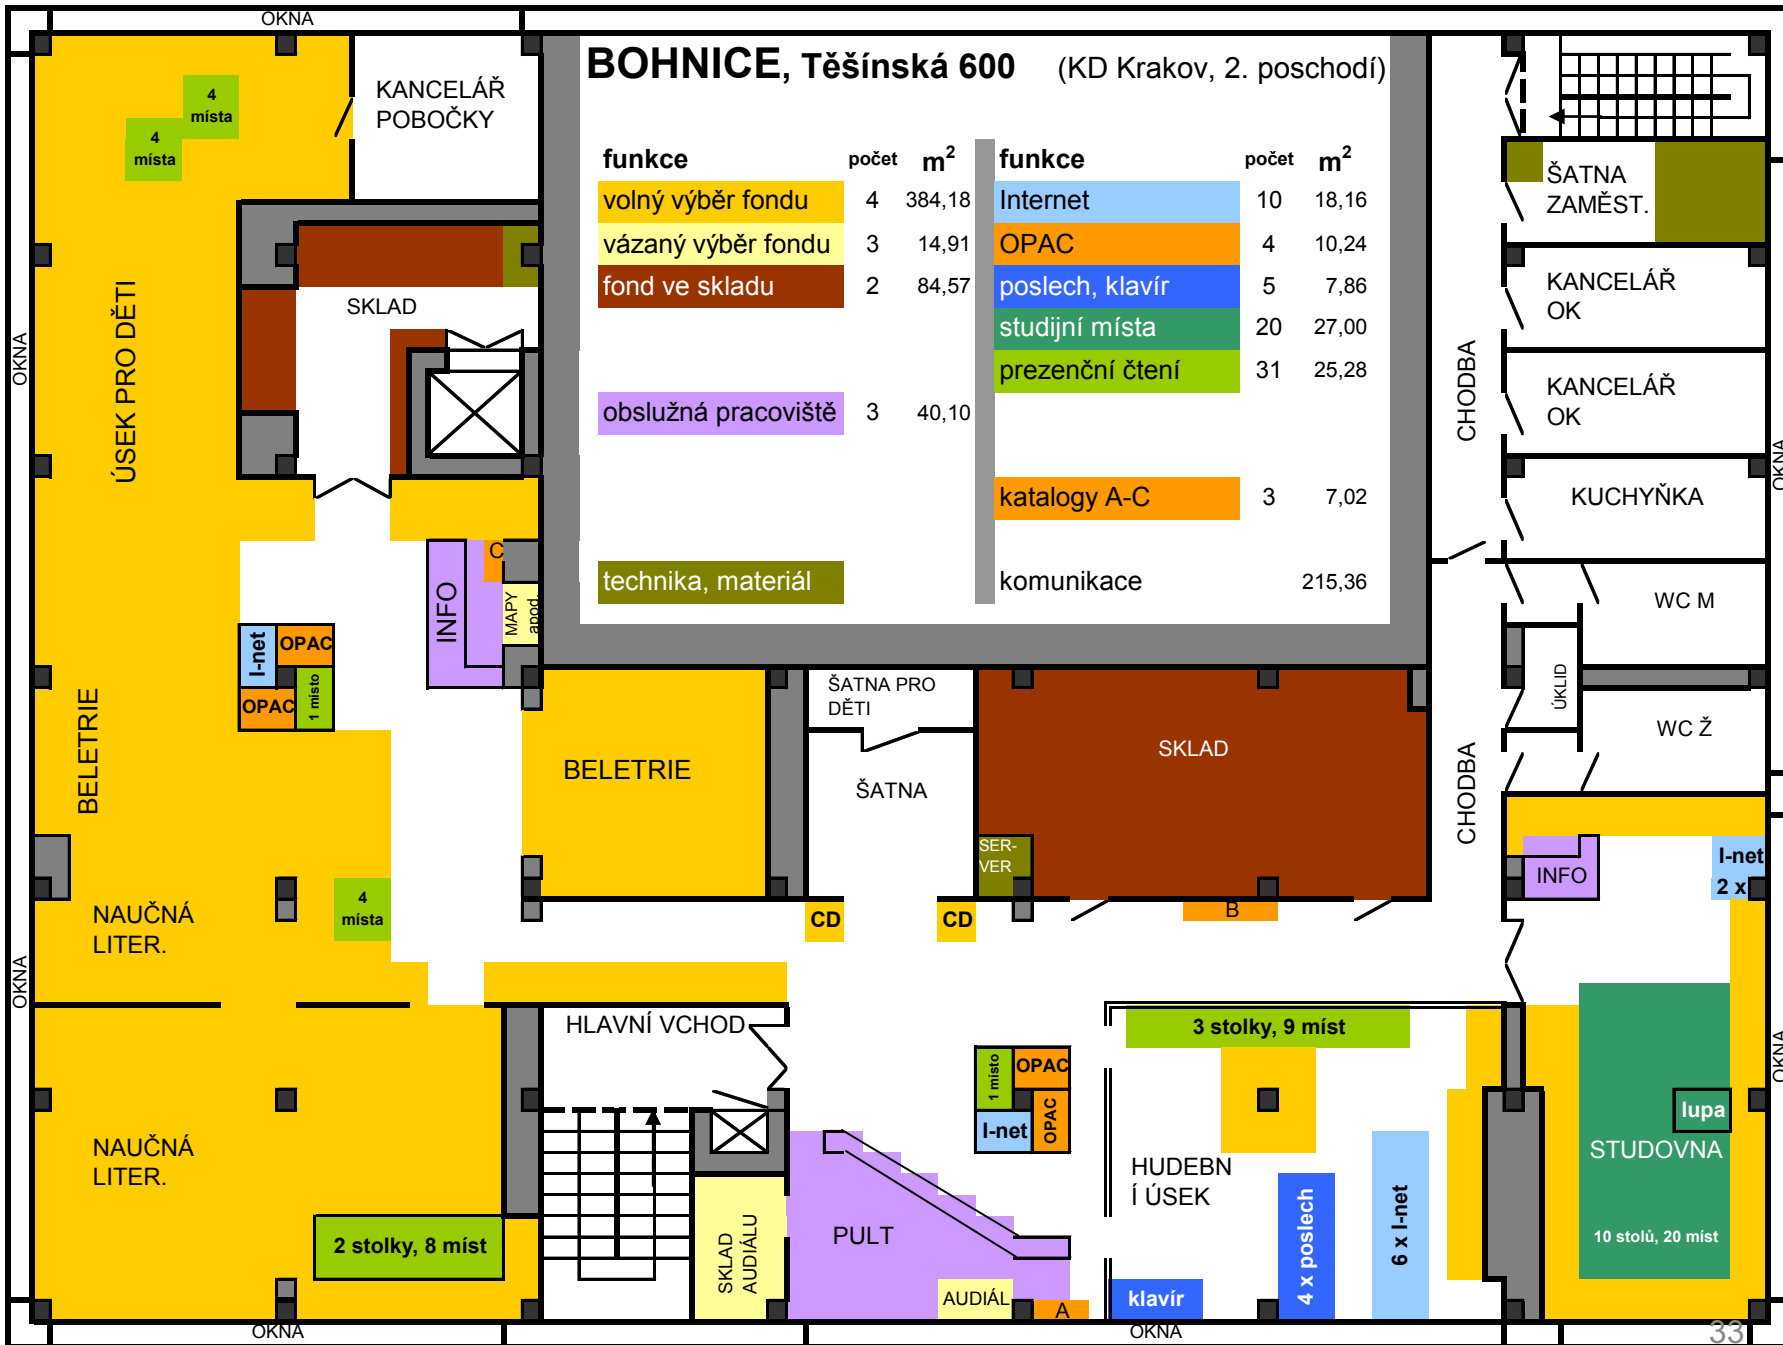 OKNA
BOHNICE, Těšínská 600 (KD Krakov, 2. poschodí)
KANCELÁŘ
POBOČKY
4
místa
4
místa
funkce počet m²
volný výběr fondu 4 384,18
vázaný výběr fondu 3 14,91
fond ve skladu 2 84,57
obslužná pracoviště 3 40,10
technika, materiál
funkce počet m²
Internet 10 18,16
OPAC 4 10,24
poslech, klavír 5 7,86
studijní místa 20 27,00
prezenční čtení 31 25,28
katalogy A-C 3 7,02
komunikace 215,36
ŠATNA
ZAMĚST.
KANCELÁŘ
OK
KANCELÁŘ
OK
KUCHYŇKA
CHODBA
OKNA
OKNA
ÚSEK PRO DĚTI
SKLAD
INFO
C
MAPY
apod.
I-net
OPAC
OPAC
1 místo
WC M
ÚKLID
WC Ž
CHODBA
BELETRIE
BELETRIE
ŠATNA PRO
DĚTI
ŠATNA
SKLAD
SER-
VER
INFO
I-net
2 x
NAUČNÁ
LITER.
4
místa
CD
CD
B
OKNA
OKNA
HLAVNÍ VCHOD
3 stolky, 9 míst
1 místo
OPAC
I-net
OPAC
lupa
STUDOVNA
10 stolů, 20 míst
NAUČNÁ
LITER.
2 stolky, 8 míst
SKLAD
AUDIÁLU
PULT
AUDIÁL
A
HUDEBN
Í ÚSEK
klavír
4 x poslech
6 x I-net
OKNA
OKNA
33